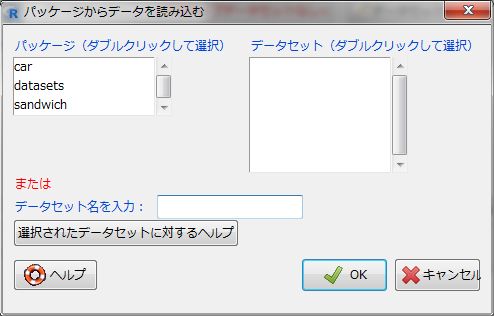 パッケージからデータを読み込む
パッケージ（ダブルクリックして選択）
データセット（ダブルクリックして選択）
car
datasets
sandwich
または
データセット名を入力：
選択されたデータセットに対するヘルプ
ヘルプ
OK
キャンセル